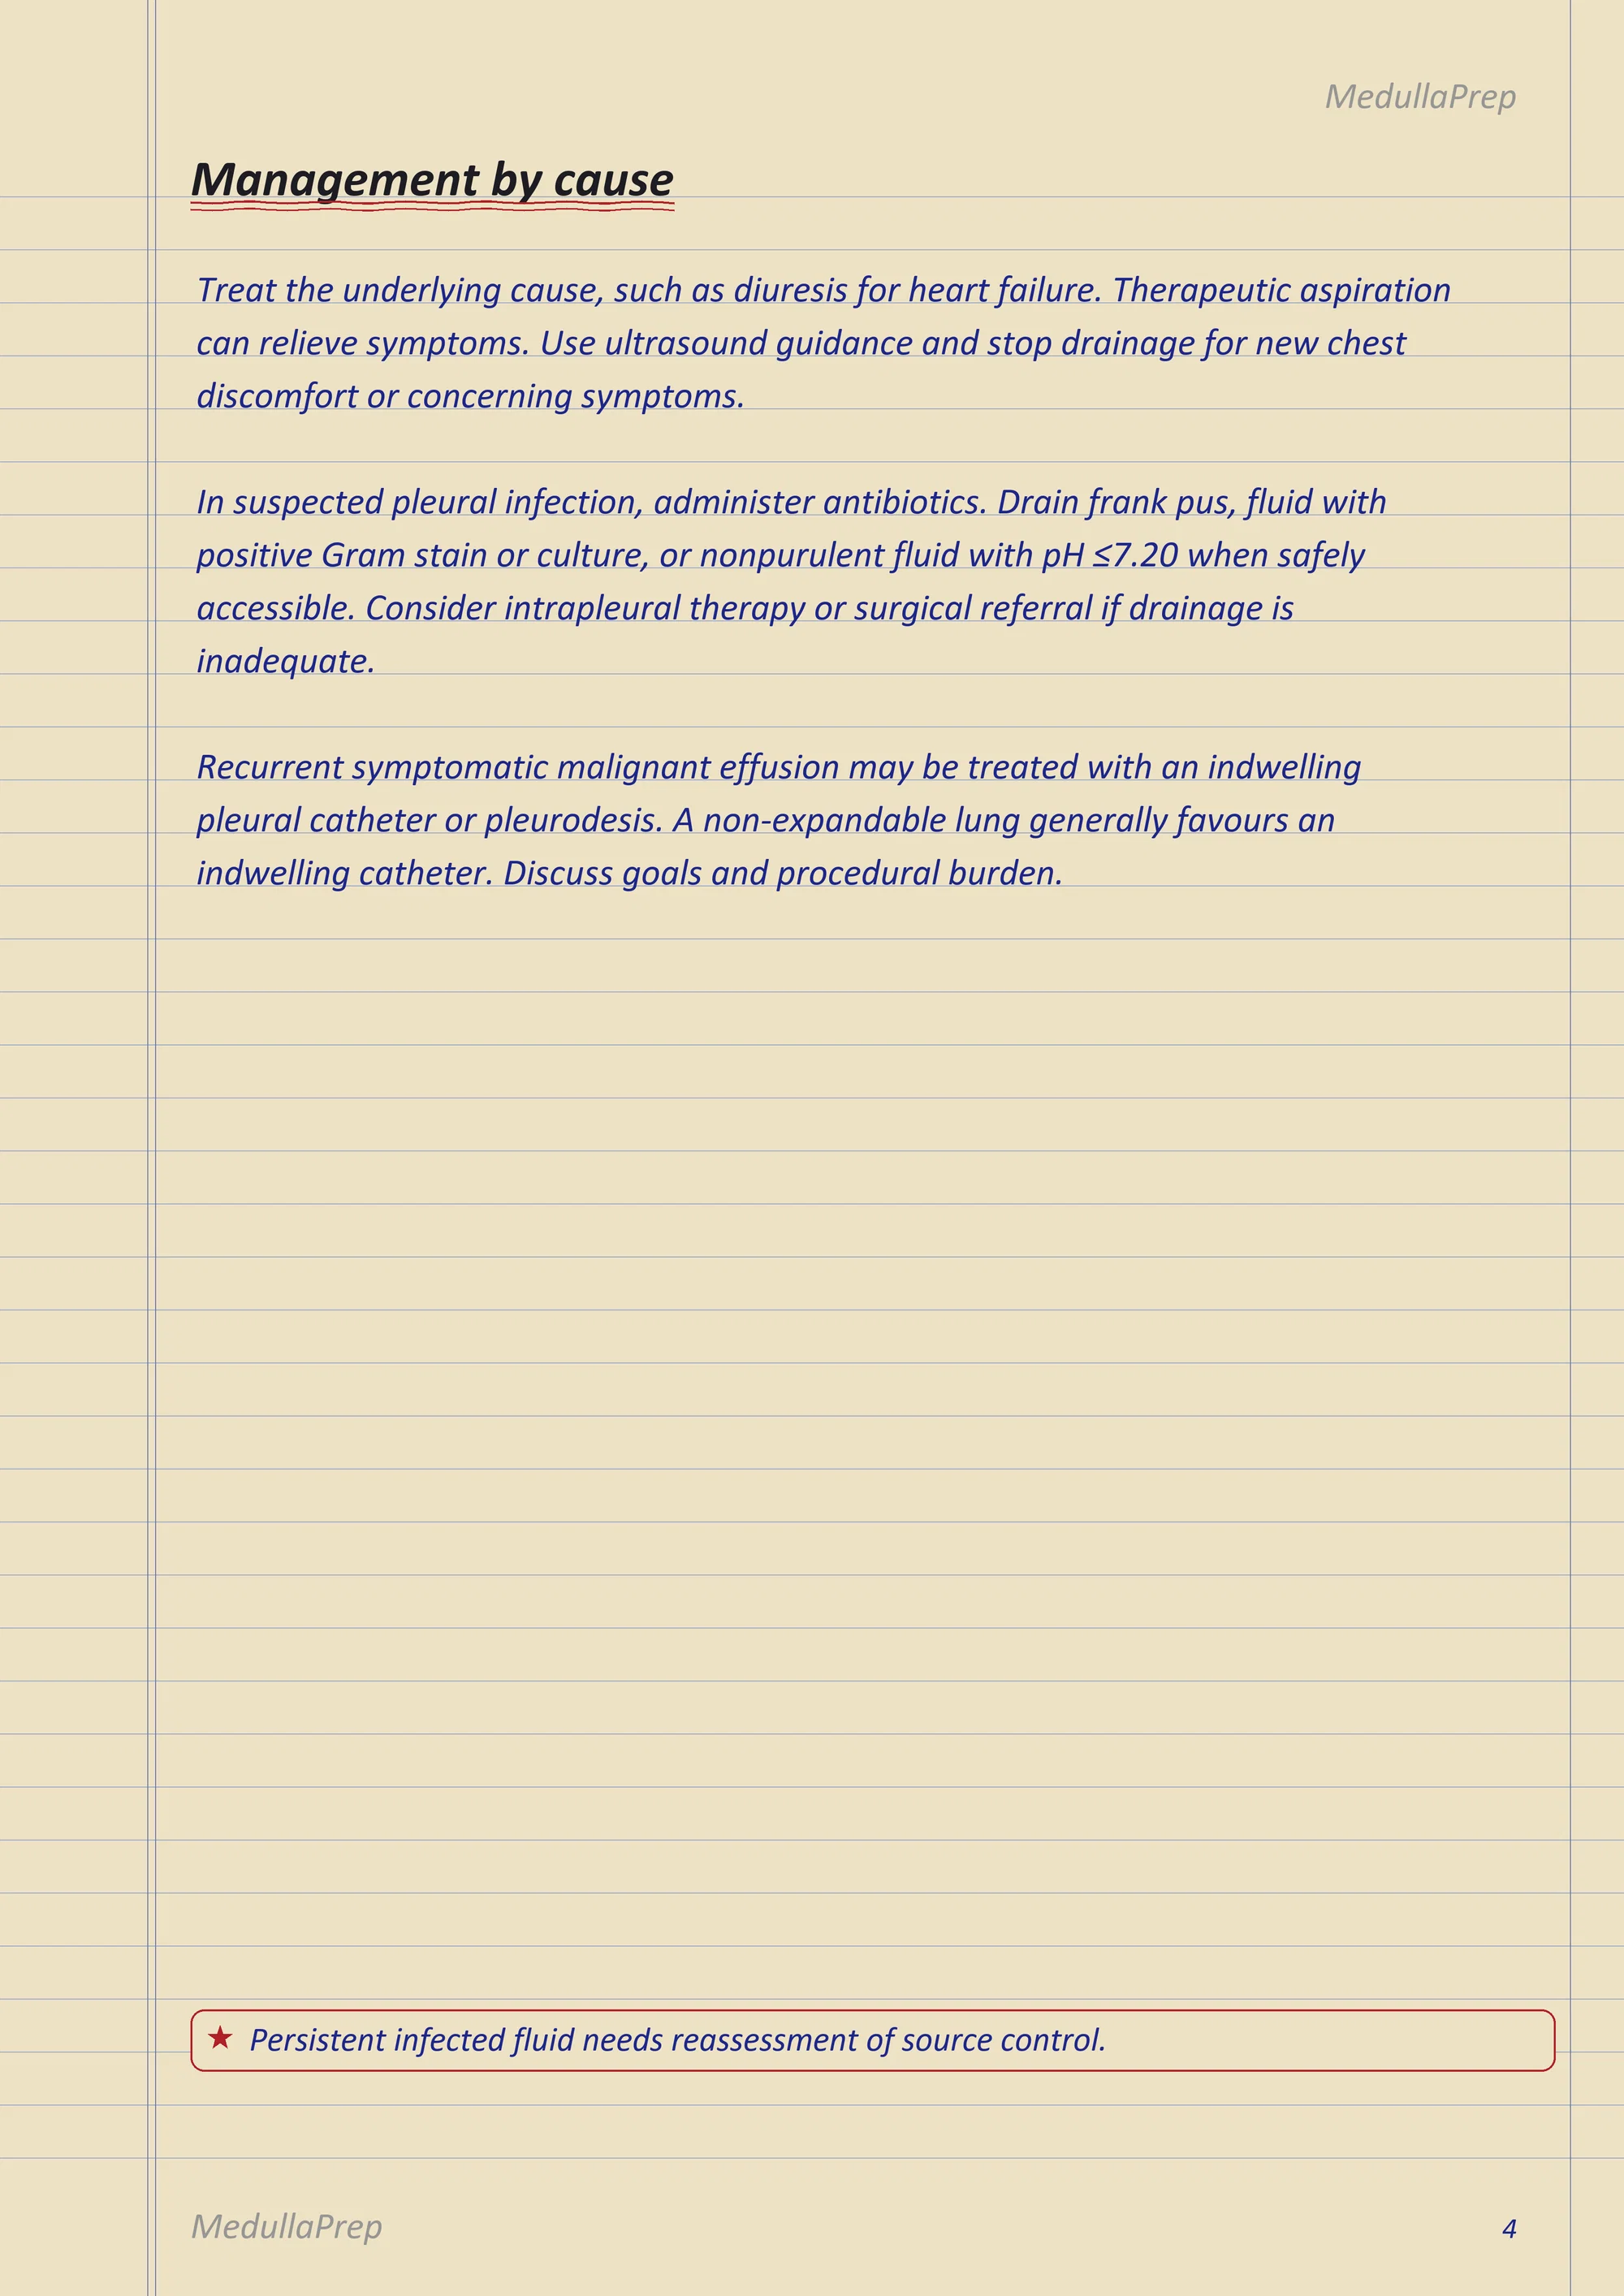 MedullaPrep
Management by cause
Treat the underlying cause, such as diuresis for heart failure. Therapeutic aspiration
can relieve symptoms. Use ultrasound guidance and stop drainage for new chest
discomfort or concerning symptoms.
In suspected pleural infection, administer antibiotics. Drain frank pus, fluid with
positive Gram stain or culture, or nonpurulent fluid with pH ≤7.20 when safely
accessible. Consider intrapleural therapy or surgical referral if drainage is
inadequate.
Recurrent symptomatic malignant effusion may be treated with an indwelling
pleural catheter or pleurodesis. A non-expandable lung generally favours an
indwelling catheter. Discuss goals and procedural burden.
★ Persistent infected fluid needs reassessment of source control.
MedullaPrep
4